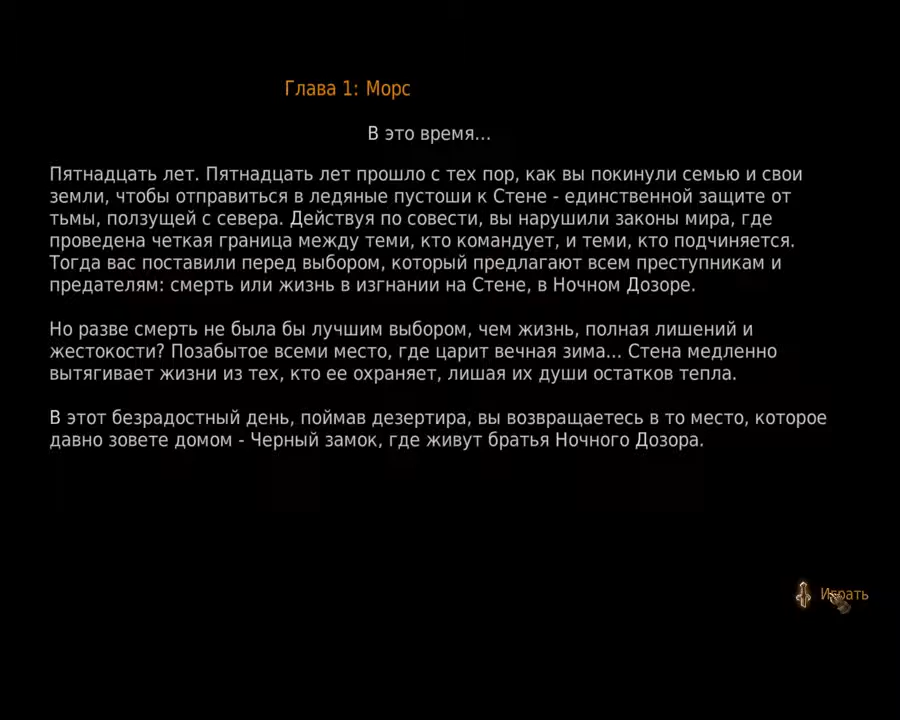 Глава 1: Морс
В это время...
Пятнадцать лет. Пятнадцать лет прошло с тех пор, как вы покинули семью и свои
земли, чтобы отправиться в ледяные пустоши к Стене - единственной защите от
тьмы, ползущей с севера. Действуя по совести, вы нарушили законы мира, где
проведена четкая граница между теми, кто командует, и теми, кто подчиняется.
Тогда вас поставили перед выбором, который предлагают всем преступникам и
предателям: смерть или жизнь в изгнании на Стене, в Ночном Дозоре.
Но разве смерть не была бы лучшим выбором, чем жизнь, полная лишений и
жестокости? Позабытое всеми место, где царит вечная зима... Стена медленно
вытягивает жизни из тех, кто ее охраняет, лишая их души остатков тепла.
В этот безрадостный день, поймав дезертира, вы возвращаетесь в то место, которое
давно зовете домом - Черный замок, где живут братья Ночного Дозора.
Играть